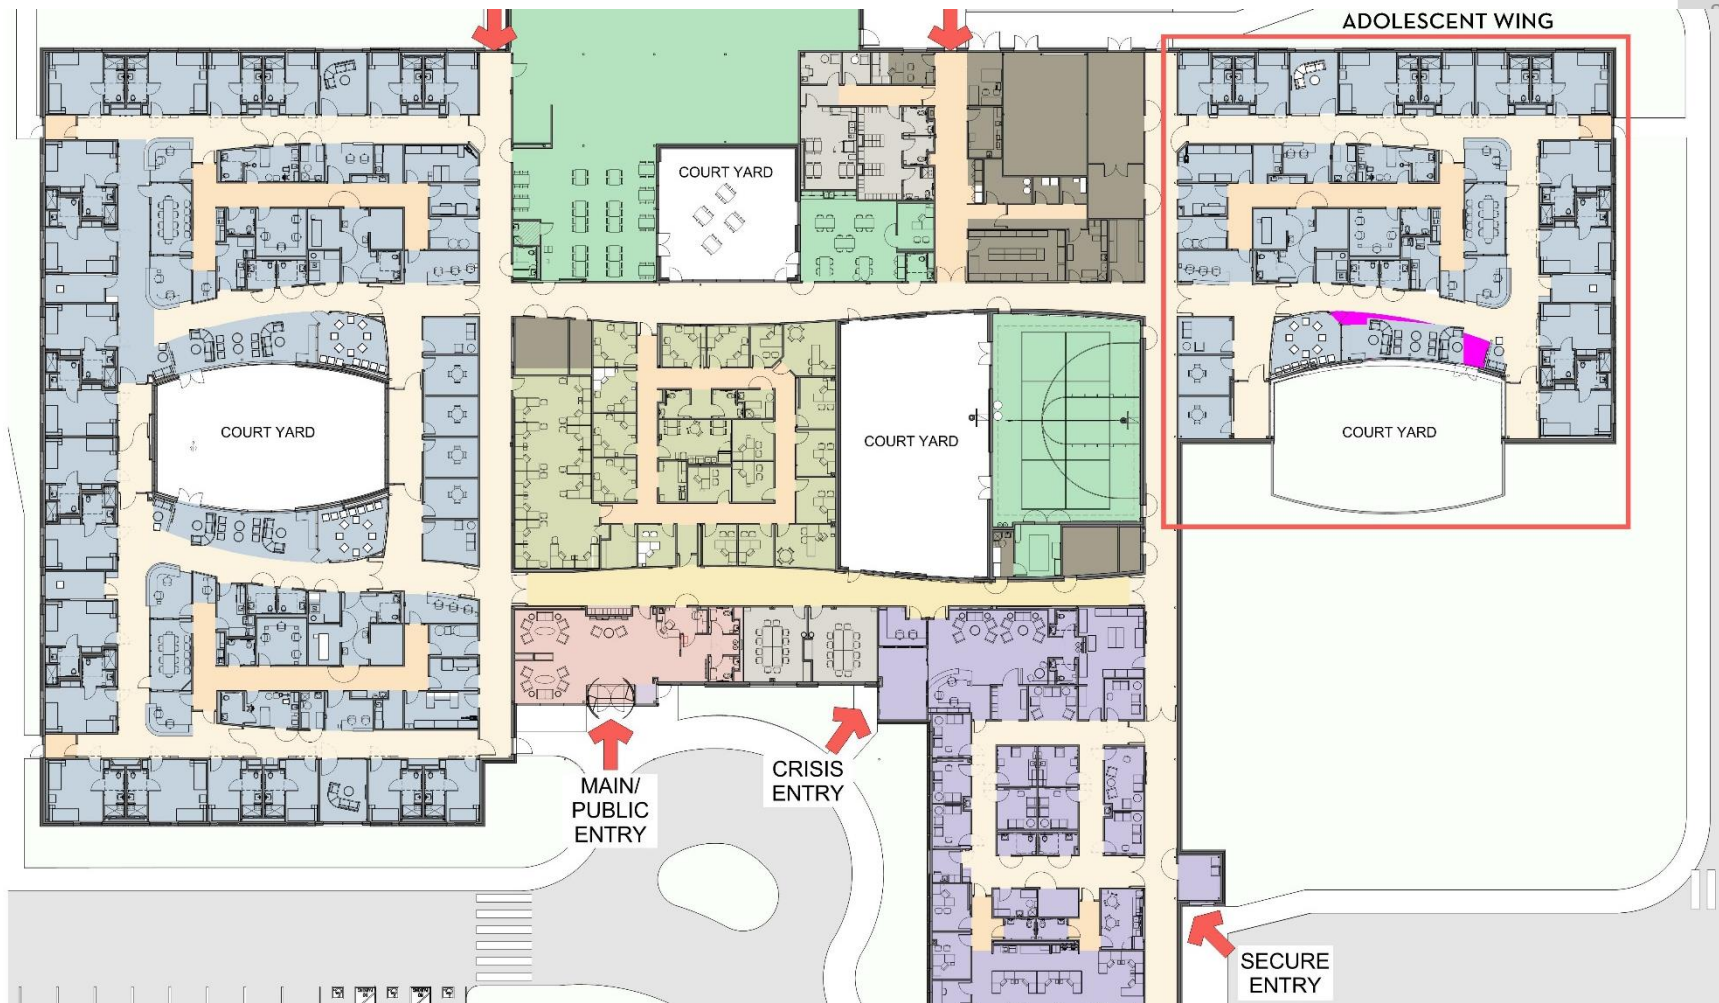 ADOLESCENT WING
COURT YARD
COURT YARD
COURT YARD
COURT YARD
MAIN/
PUBLIC
ENTRY
CRISIS
ENTRY
SECURE
ENTRY